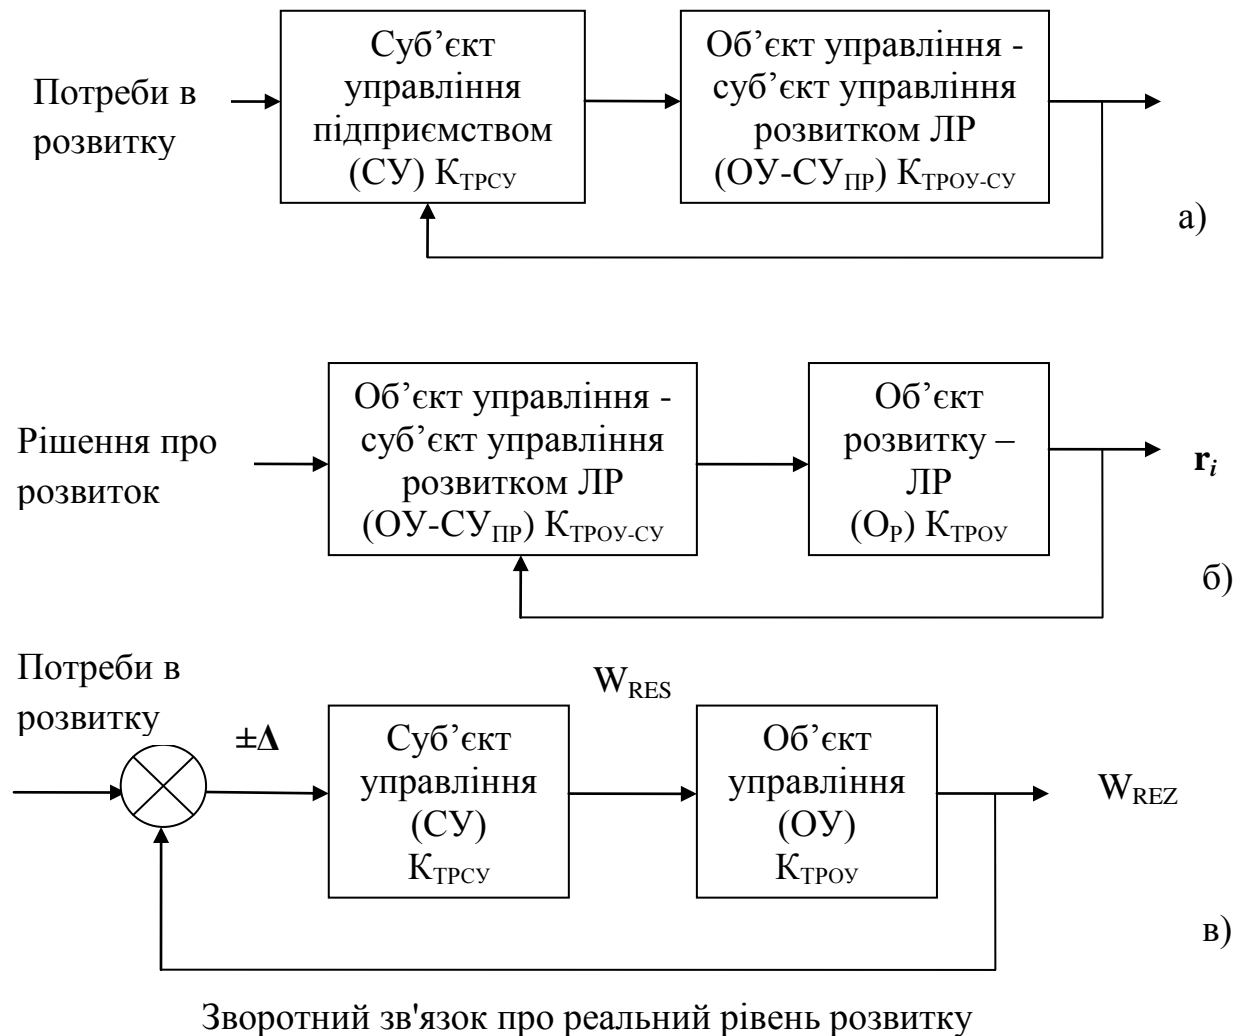 Потреби в
розвитку
Суб’єкт
управління
підприємством
(СУ) КТРСУ
Об’єкт управління -
суб’єкт управління
розвитком ЛР
(ОУ-СУПР) КТРОУ-СУ
а)
Рішення про
розвиток
Об’єкт управління -
суб’єкт управління
розвитком ЛР
(ОУ-СУПР) КТРОУ-СУ
Об’єкт
розвитку –
ЛР
(ОР) КТРОУ
ri
б)
Потреби в
розвитку
±Δ
Суб’єкт
управління
(СУ)
КТРСУ
WRES
Об’єкт
управління
(ОУ)
КТРОУ
WREZ
в)
Зворотний зв'язок про реальний рівень розвитку